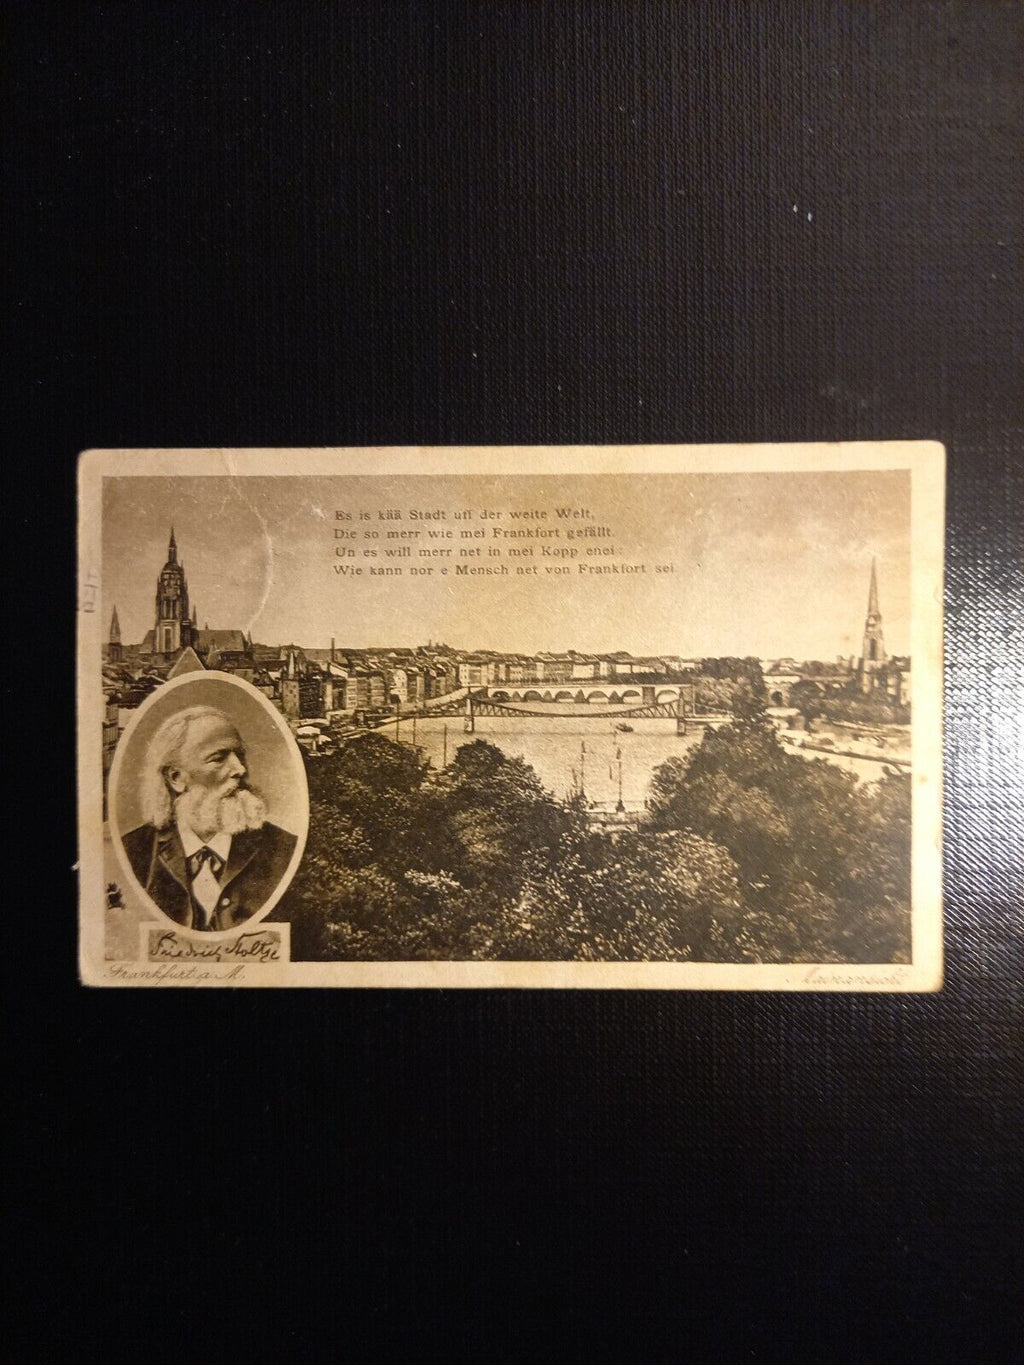 Es is kää Stadt uff der weite Welt,
Die so merr wie mei Frankfort gefällt.
Un es will merr net in mei Kopp enei:
Wie kann nor e Mensch net von Frankfort sei.
Friedrich Stoltze
Frankfurt a. M.
Mainansicht